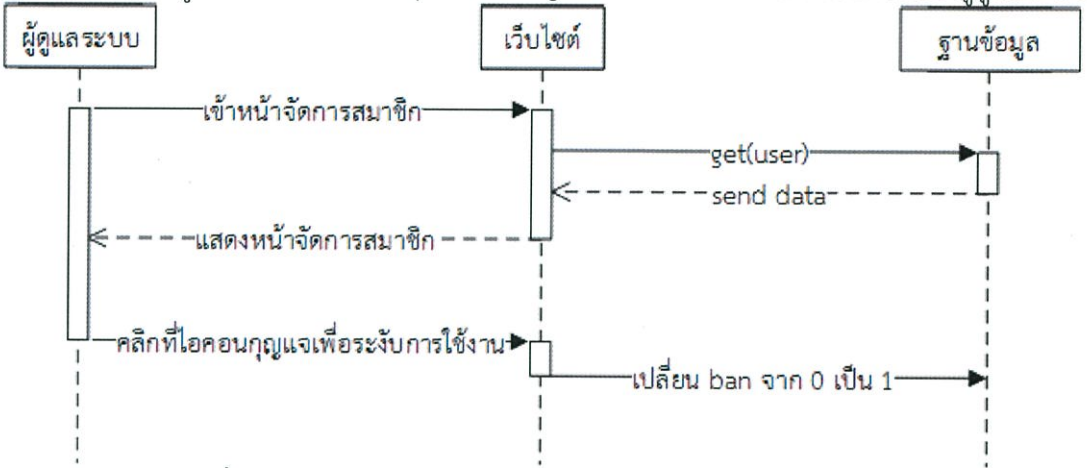 ผู้ดูแลระบบ
เว็บไซต์
ฐานข้อมูล
เข้าหน้าจัดการสมาชิก
get(user)
send data
แสดงหน้าจัดการสมาชิก
คลิกที่ไอคอนกุญแจเพื่อระงับการใช้งาน
เปลี่ยน ban จาก 0 เป็น 1